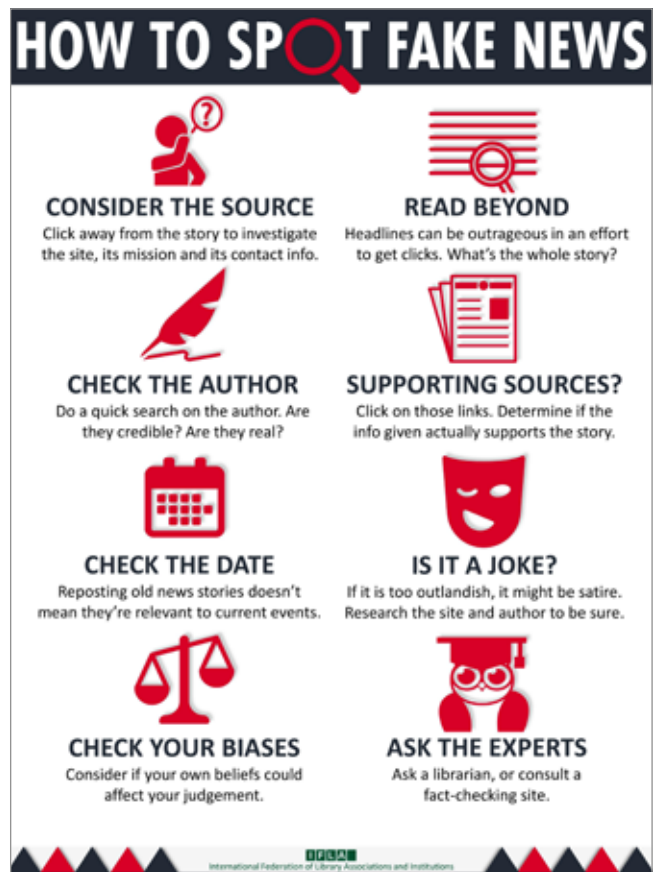 HOW TO SPOT FAKE NEWS
?
CONSIDER THE SOURCE
Click away from the story to investigate
the site, its mission and its contact info.
READ BEYOND
Headlines can be outrageous in an effort
to get clicks. What's the whole story?
CHECK THE AUTHOR
Do a quick search on the author. Are
they credible? Are they real?
SUPPORTING SOURCES?
Click on those links. Determine if the
info given actually supports the story.
CHECK THE DATE
Reposting old news stories doesn't
mean they're relevant to current events.
IS IT A JOKE?
If it is too outlandish, it might be satire.
Research the site and author to be sure.
CHECK YOUR BIASES
Consider if your own beliefs could
affect your judgement.
ASK THE EXPERTS
Ask a librarian, or consult a
fact-checking site.
IFLA
International Federation of Library Associations and Institutions